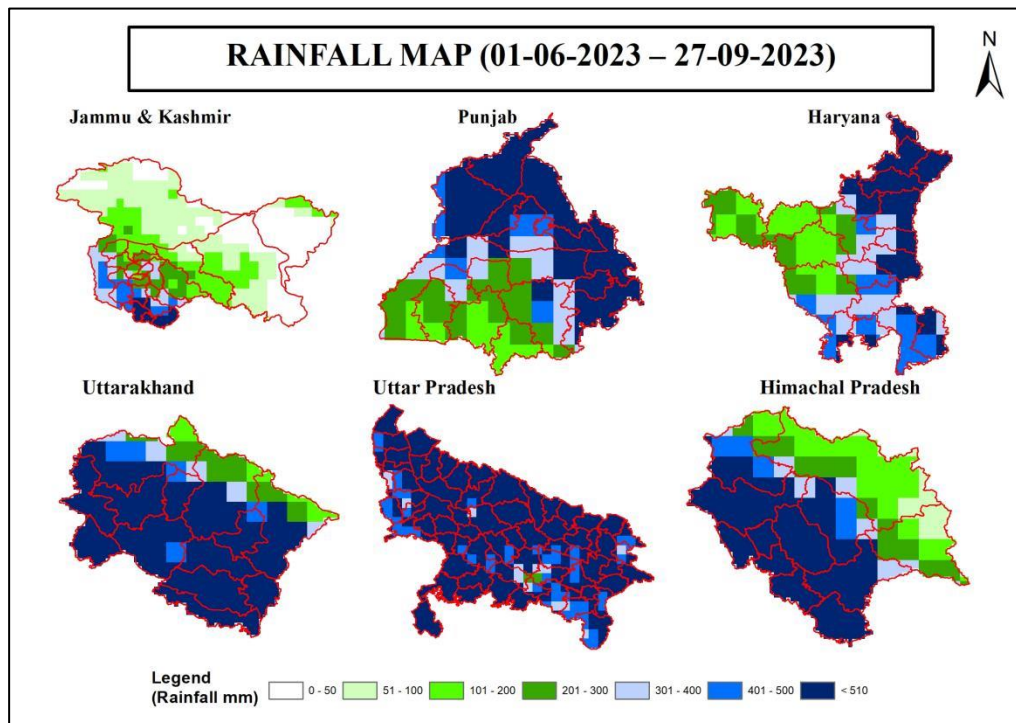 RAINFALL MAP (01-06-2023 – 27-09-2023)
N
Jammu & Kashmir
Punjab
Haryana
Uttarakhand
Uttar Pradesh
Himachal Pradesh
Legend
(Rainfall mm)
0 - 50
51 - 100
101 - 200
201 - 300
301 - 400
401 - 500
< 510